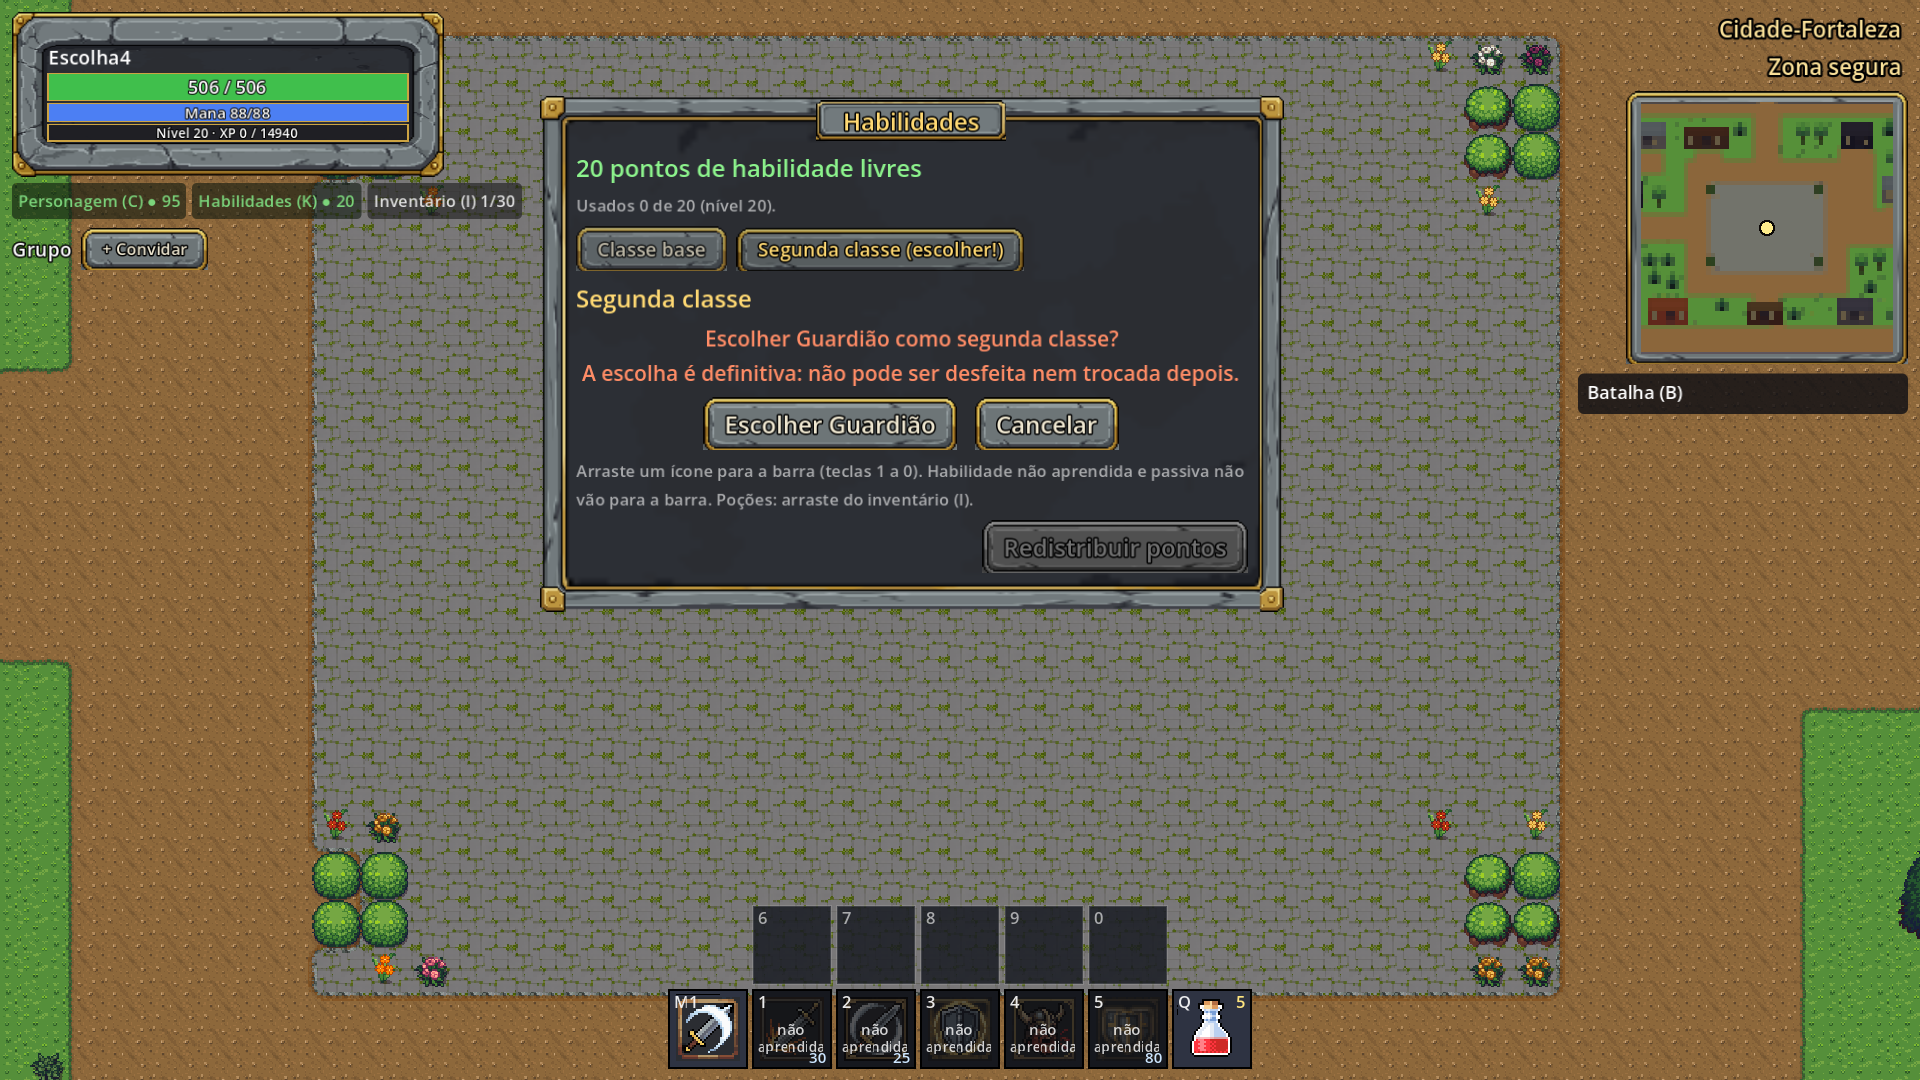 Escolha4
506 / 506
Mana 88/88
Nível 20 · XP 0 / 14940
Personagem (C) ● 95
Habilidades (K) ● 20
Inventário (I) 1/30
Grupo
+ Convidar
Habilidades
20 pontos de habilidade livres
Usados 0 de 20 (nível 20).
Classe base
Segunda classe (escolher!)
Segunda classe
Escolher Guardião como segunda classe?
A escolha é definitiva: não pode ser desfeita nem trocada depois.
Escolher Guardião
Cancelar
Arraste um ícone para a barra (teclas 1 a 0). Habilidade não aprendida e passiva não
vão para a barra. Poções: arraste do inventário (I).
Redistribuir pontos
Cidade-Fortaleza
Zona segura
Batalha (B)
6
7
8
9
0
M1
1
não
aprendida
30
2
não
aprendida
25
3
não
aprendida
4
não
aprendida
5
não
aprendida
80
Q
5